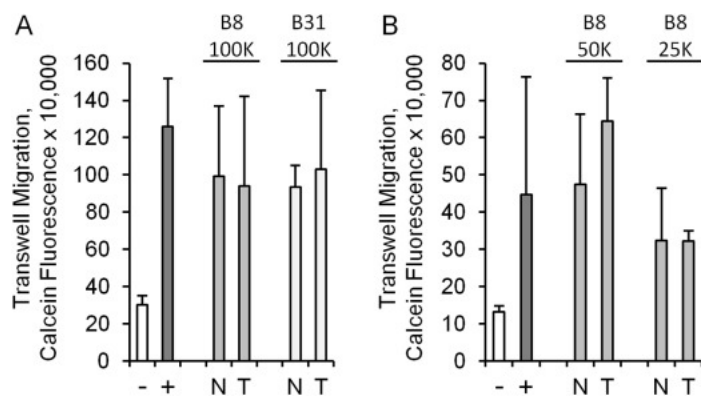 A
B8
B31
100K
100K
Transwell Migration,
Calcein Fluorescence x 10,000
160
140
120
100
80
60
40
20
0
- + N T N T
B
B8
B8
50K
25K
Transwell Migration,
Calcein Fluorescence x 10,000
80
70
60
50
40
30
20
10
0
- + N T N T